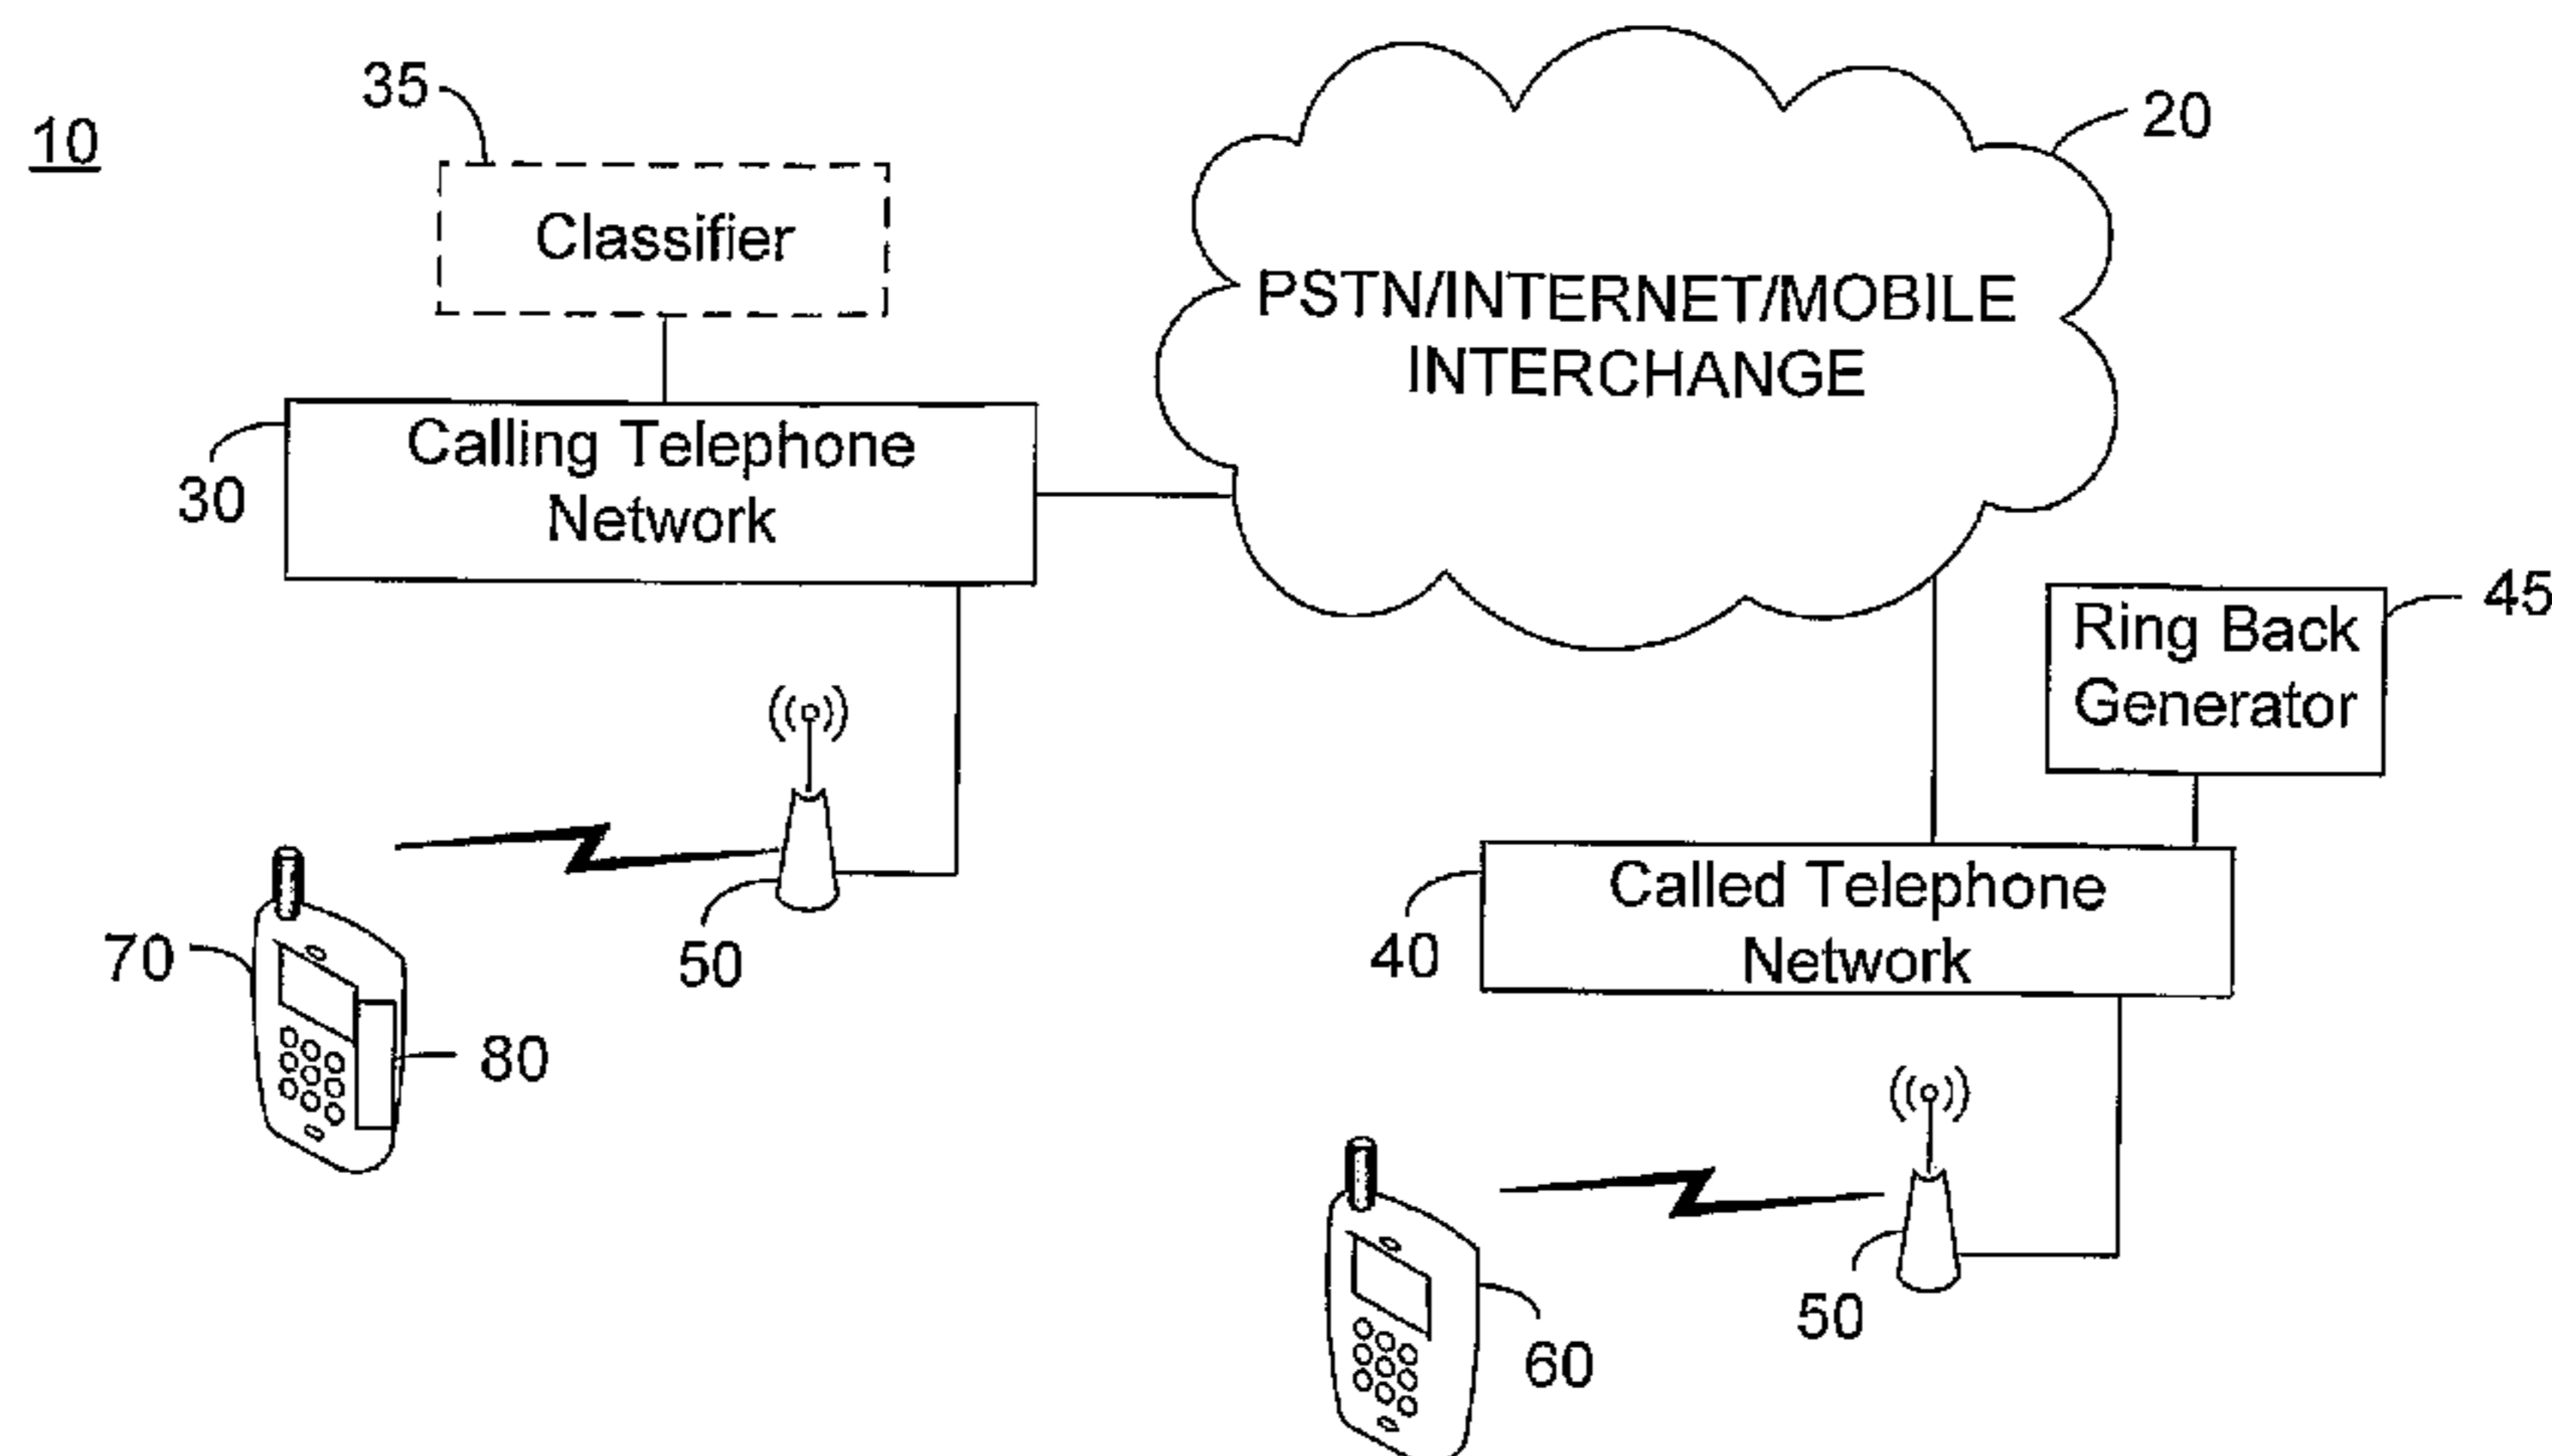 10
35
Classifier
20
PSTN/INTERNET/MOBILE
INTERCHANGE
30
Calling Telephone
Network
45
Ring Back
Generator
50
70
80
40
Called Telephone
Network
50
60